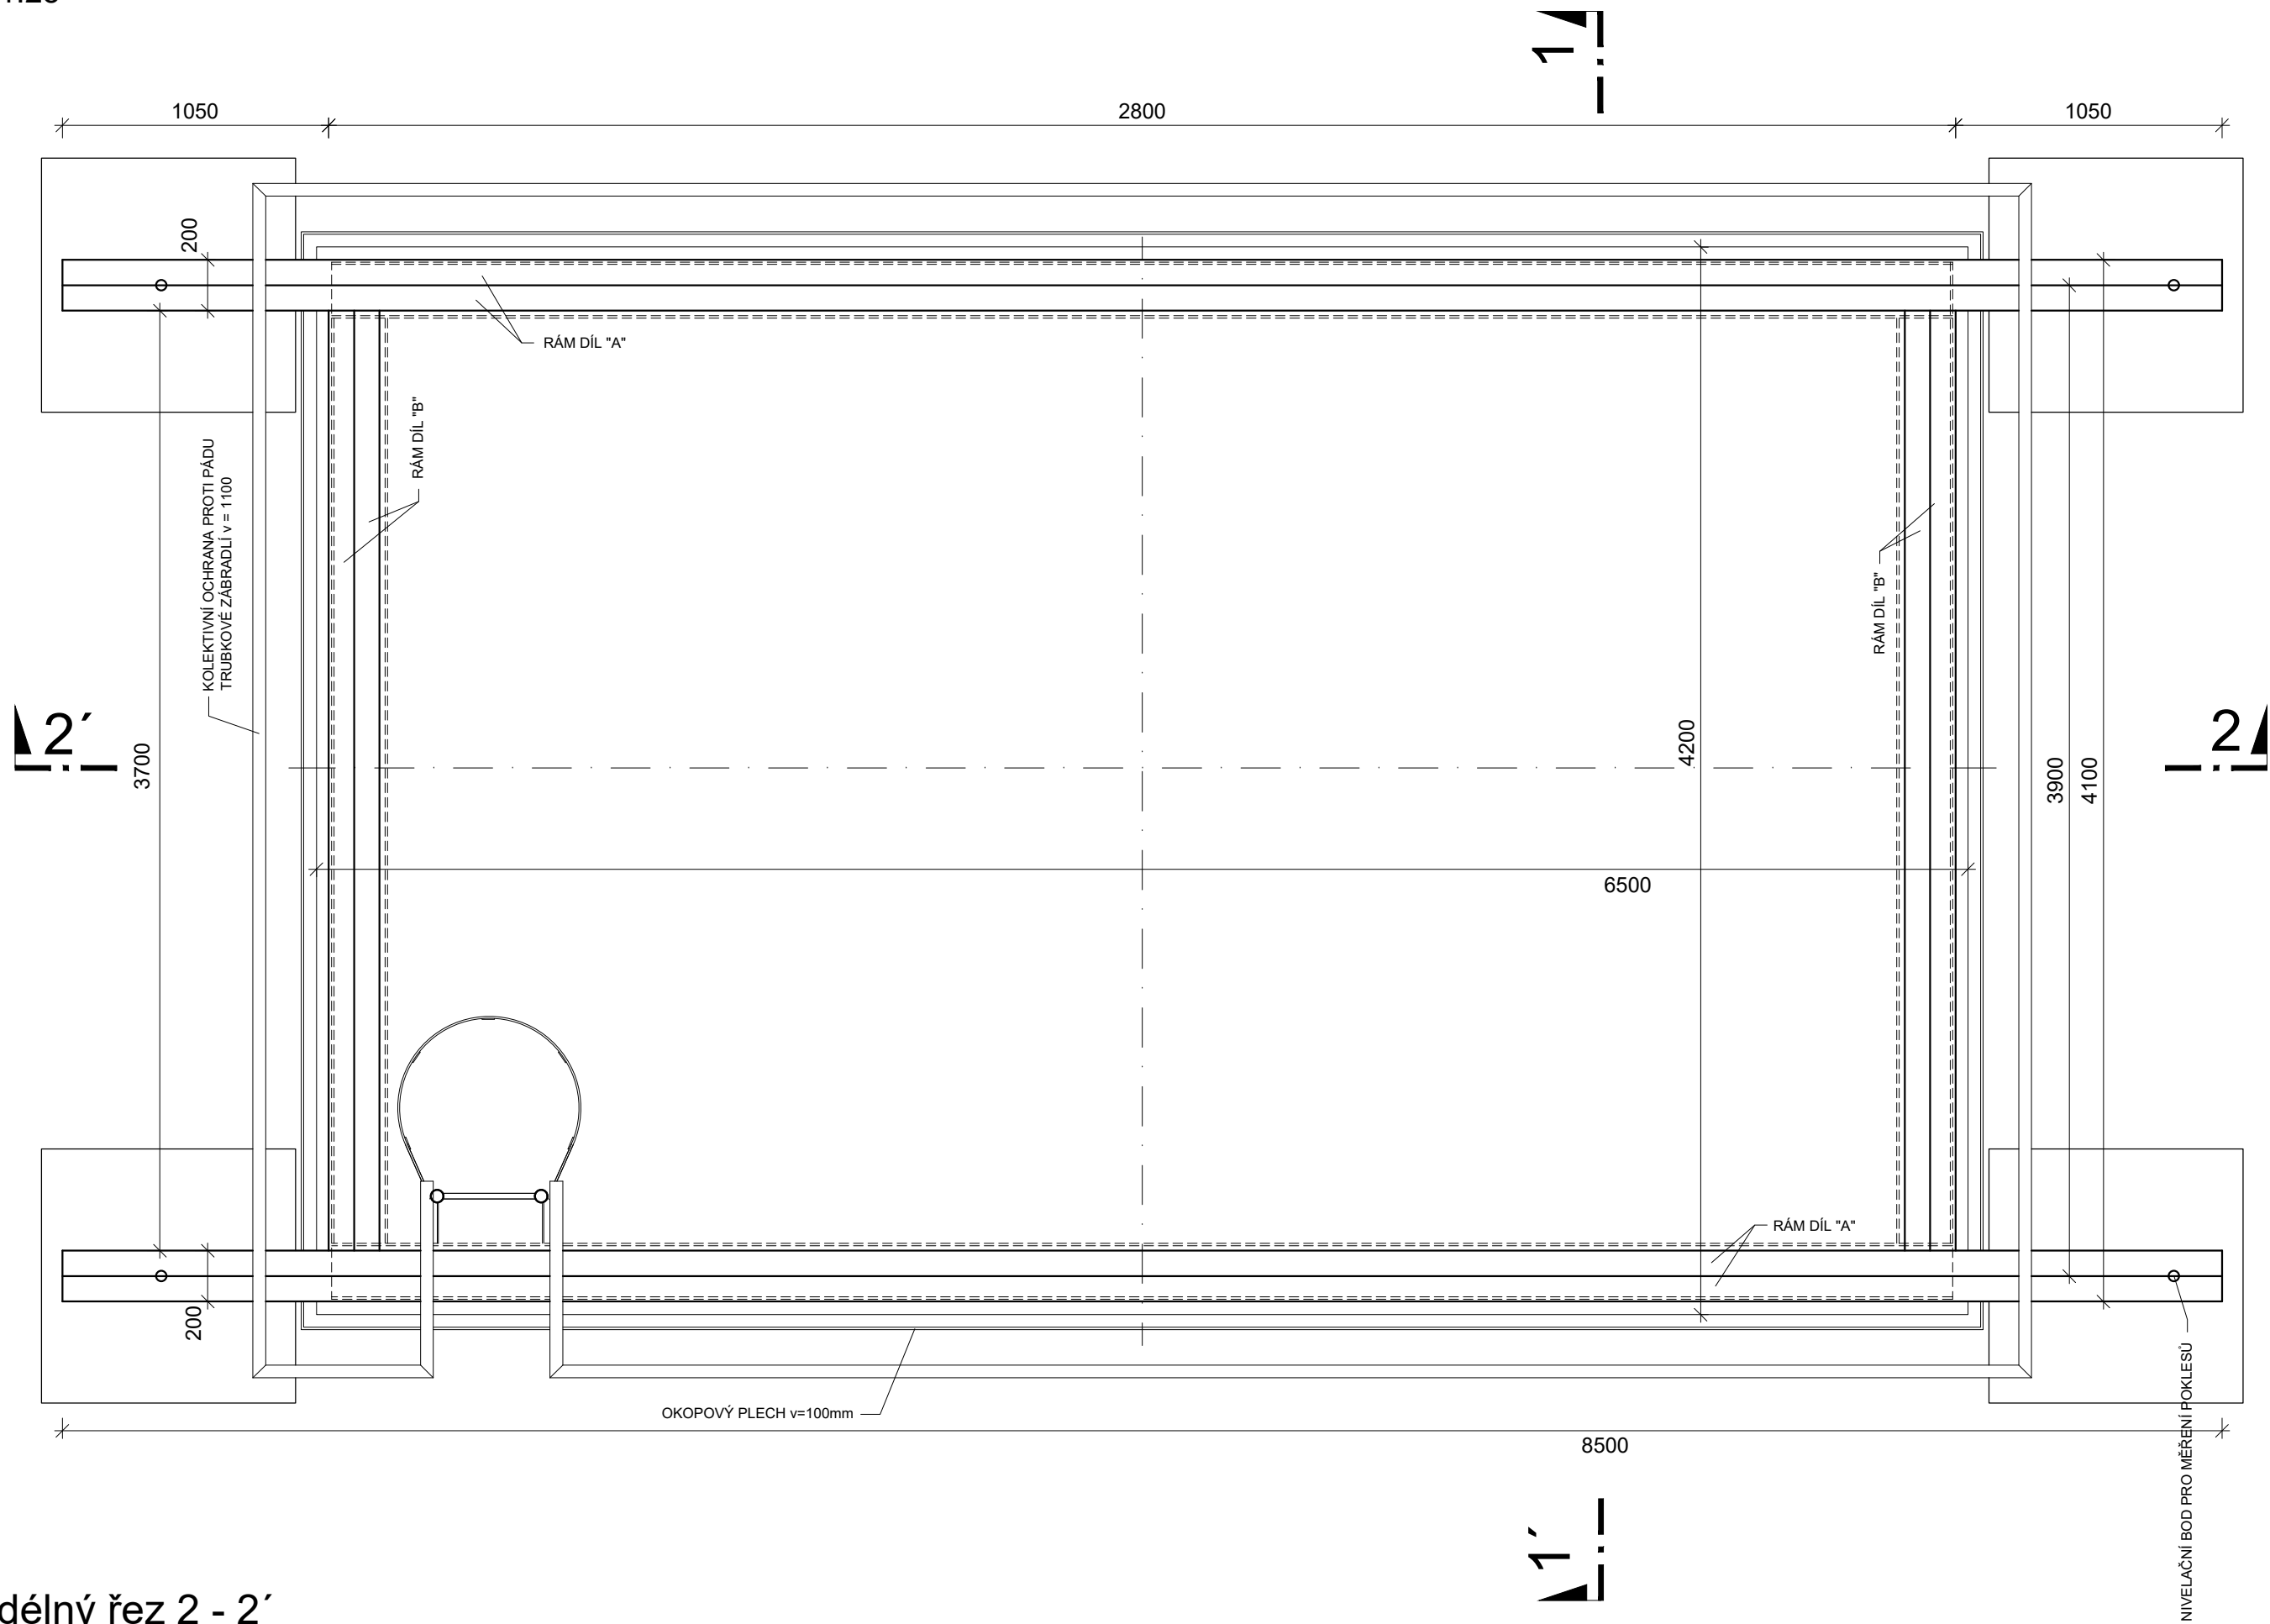 1
1050
2800
1050
200
RÁM DÍL "A"
RÁM DÍL "B"
KOLEKTIVNÍ OCHRANA PROTI PÁDU
TRUBKOVÉ ZÁBRADLÍ v = 1100
RÁM DÍL "B"
2´
2
3700
4200
3900
4100
6500
RÁM DÍL "A"
200
OKOPOVÝ PLECH v=100mm
8500
NIVELAČNÍ BOD PRO MĚŘENÍ POKLESŮ
1´
délný řez 2 - 2´